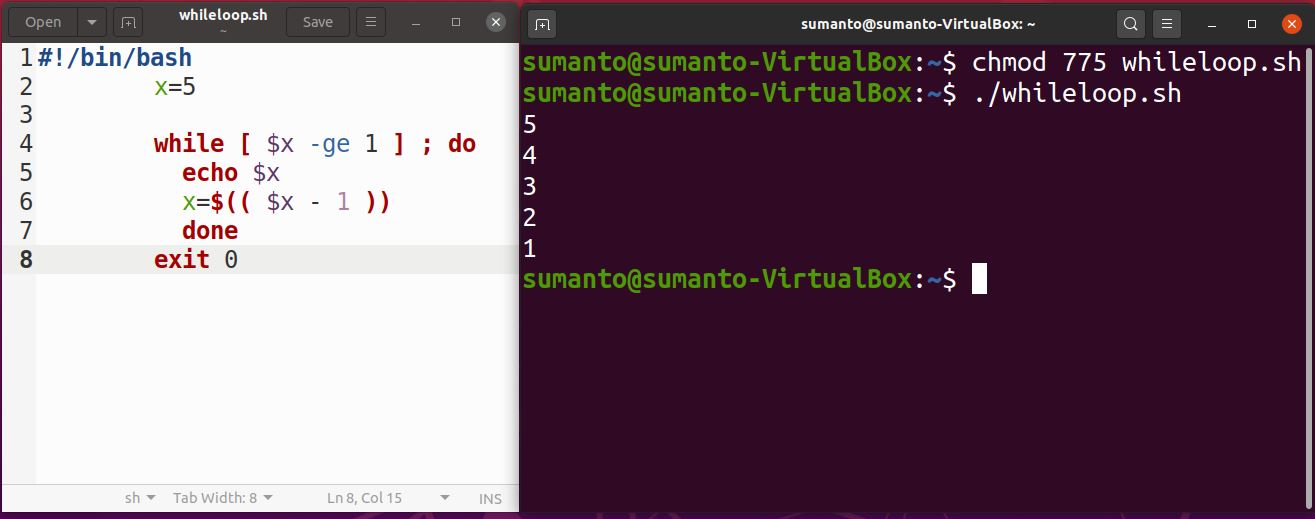 Open
whileloop.sh
~
Save
1 #!/bin/bash
2         x=5
3
4         while [ $x -ge 1 ] ; do
5           echo $x
6           x=$(( $x - 1 ))
7           done
8         exit 0
sh
Tab Width: 8
Ln 8, Col 15
INS
sumanto@sumanto-VirtualBox: ~
sumanto@sumanto-VirtualBox:~$ chmod 775 whileloop.sh
sumanto@sumanto-VirtualBox:~$ ./whileloop.sh
5
4
3
2
1
sumanto@sumanto-VirtualBox:~$